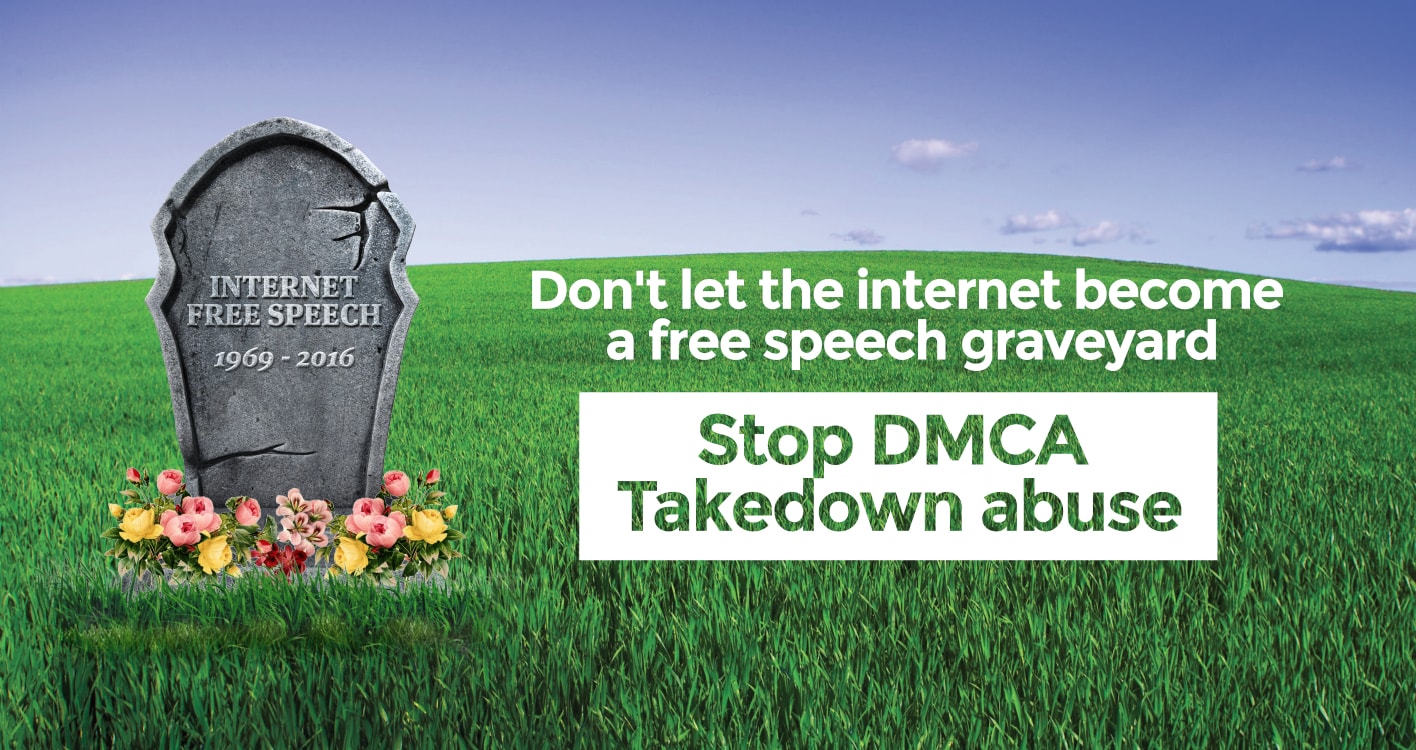 INTERNET
FREE SPEECH
1969 - 2016
Don't let the internet become
a free speech graveyard
Stop DMCA
Takedown abuse